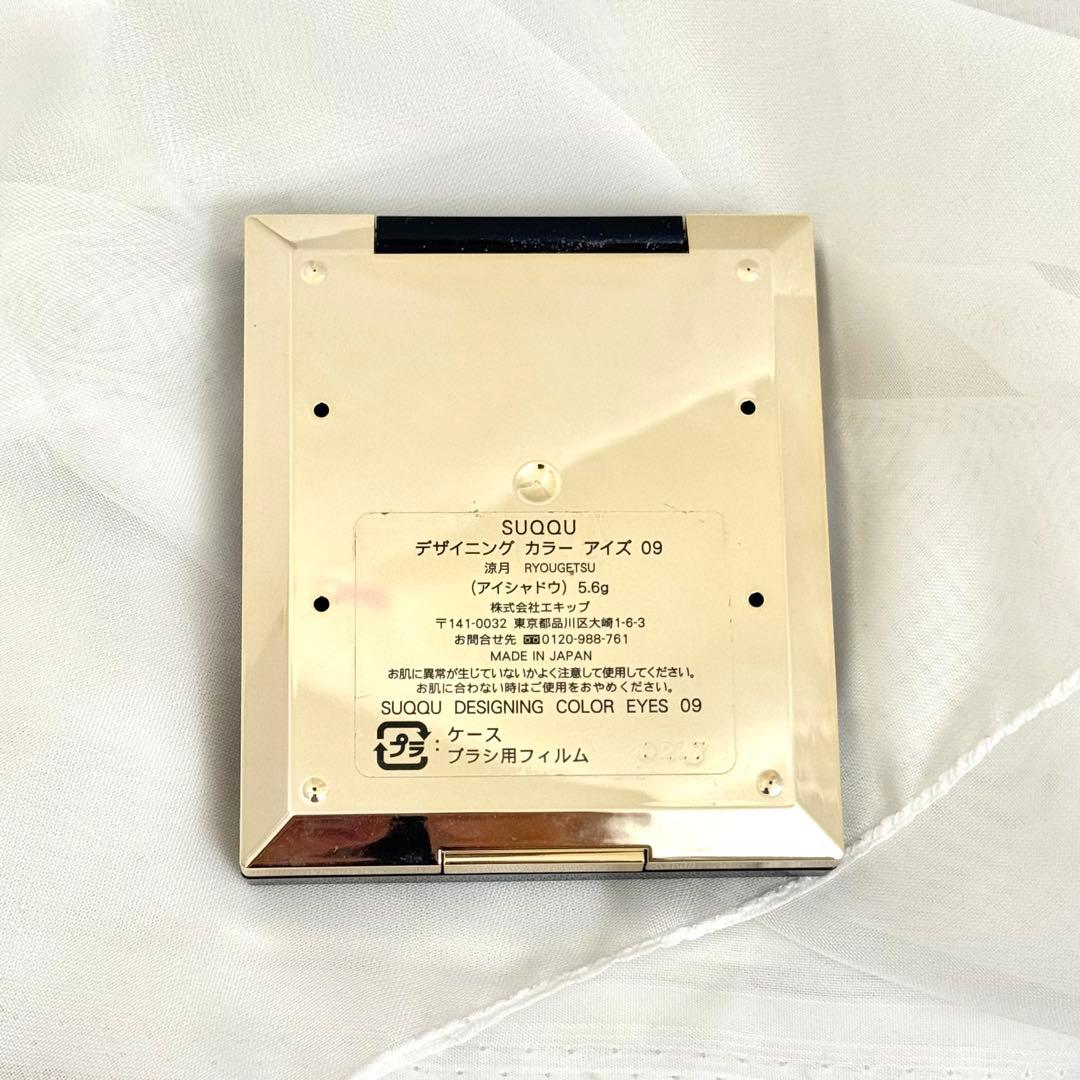 SUQQU
デザイニング カラー アイズ 09
涼月 RYOUGETSU
(アイシャドウ) 5.6g
株式会社エキップ
〒141-0032 東京都品川区大崎1-6-3
お問合せ先 0120-988-761
MADE IN JAPAN
お肌に異常が生じていないかよく注意して使用してください。
お肌に合わない時はご使用をおやめください。
SUQQU DESIGNING COLOR EYES 09
プラ : ケース
ブラシ用フィルム